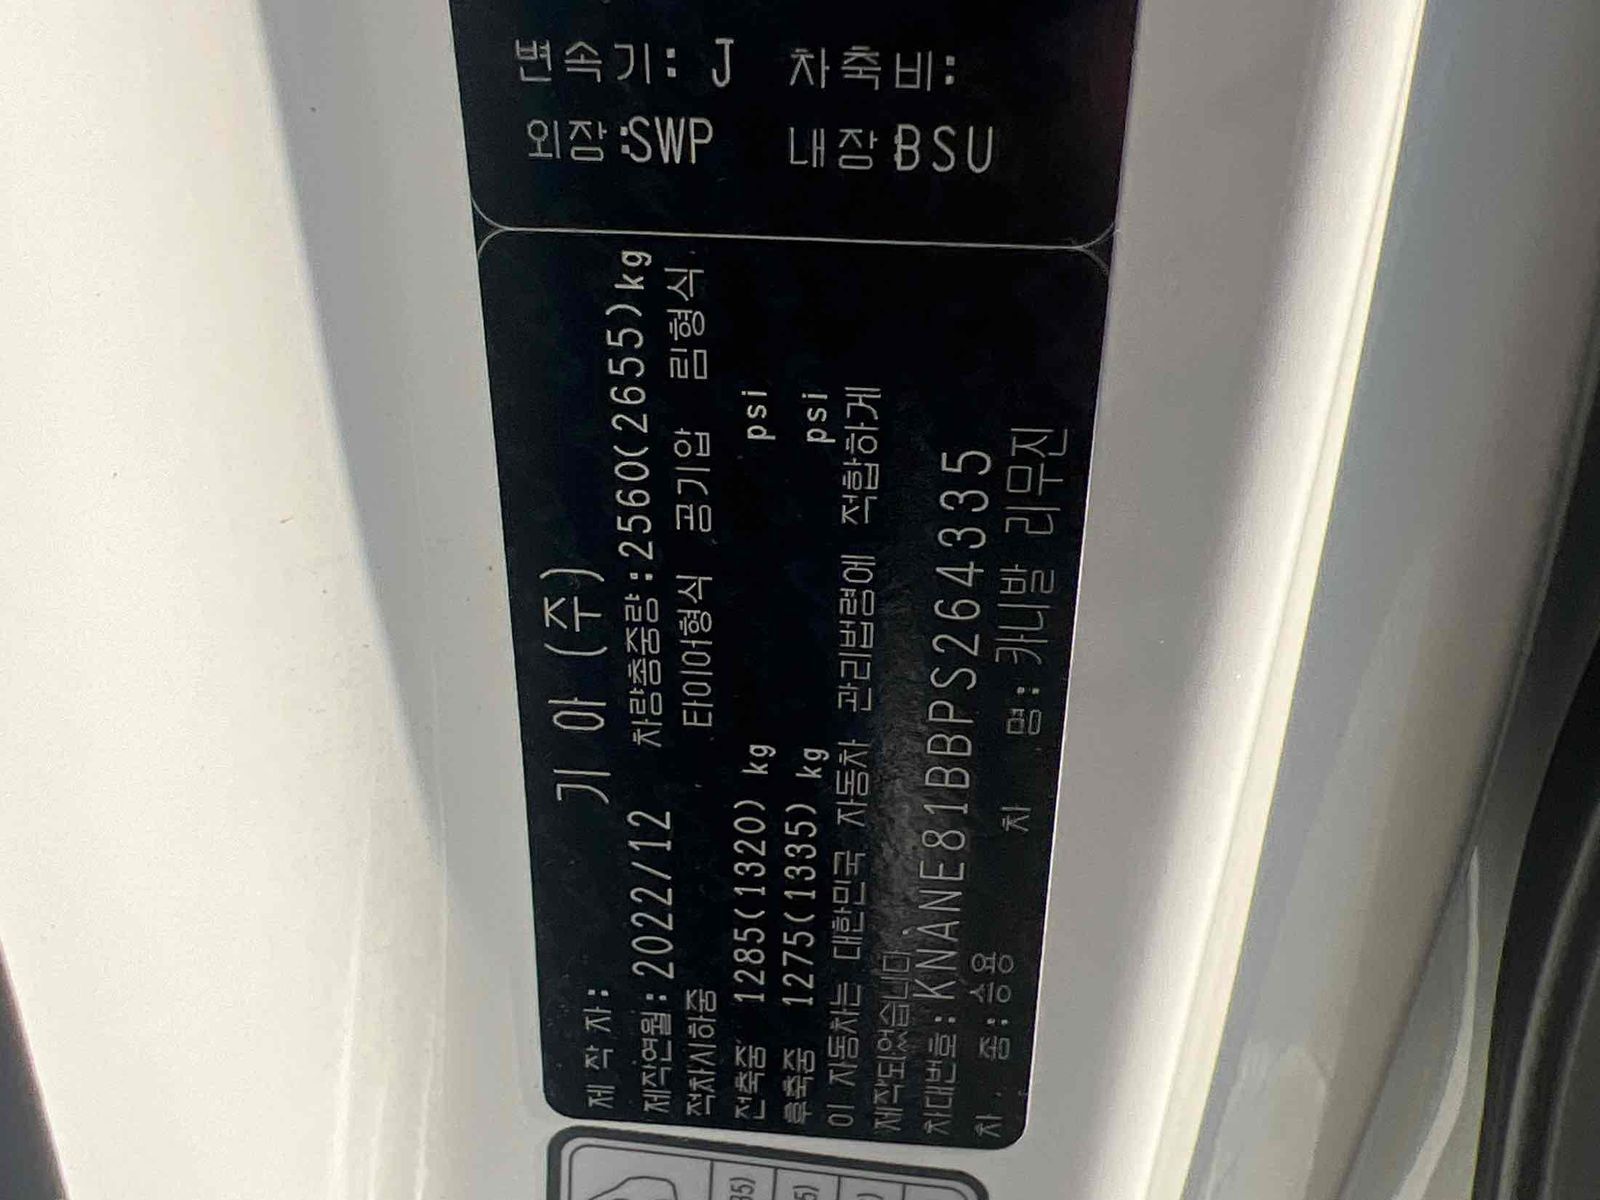 변속기: J 차축비:
외장:SWP 내장 BSU
제 작 자: 기 아 (주)
제작연월:2022/12 차량총중량:2560(2655)kg
적차시하중 타이어형식 공기압 림형식
전축중 1285(1320) kg psi
후축중 1275(1335) kg psi
이 자동차는 대한민국 자동차 관리법령에 적합하게
제작되었습니다
차대번호:KNANE81BBPS264335
차 종:승용 차 명:카니발 리무진